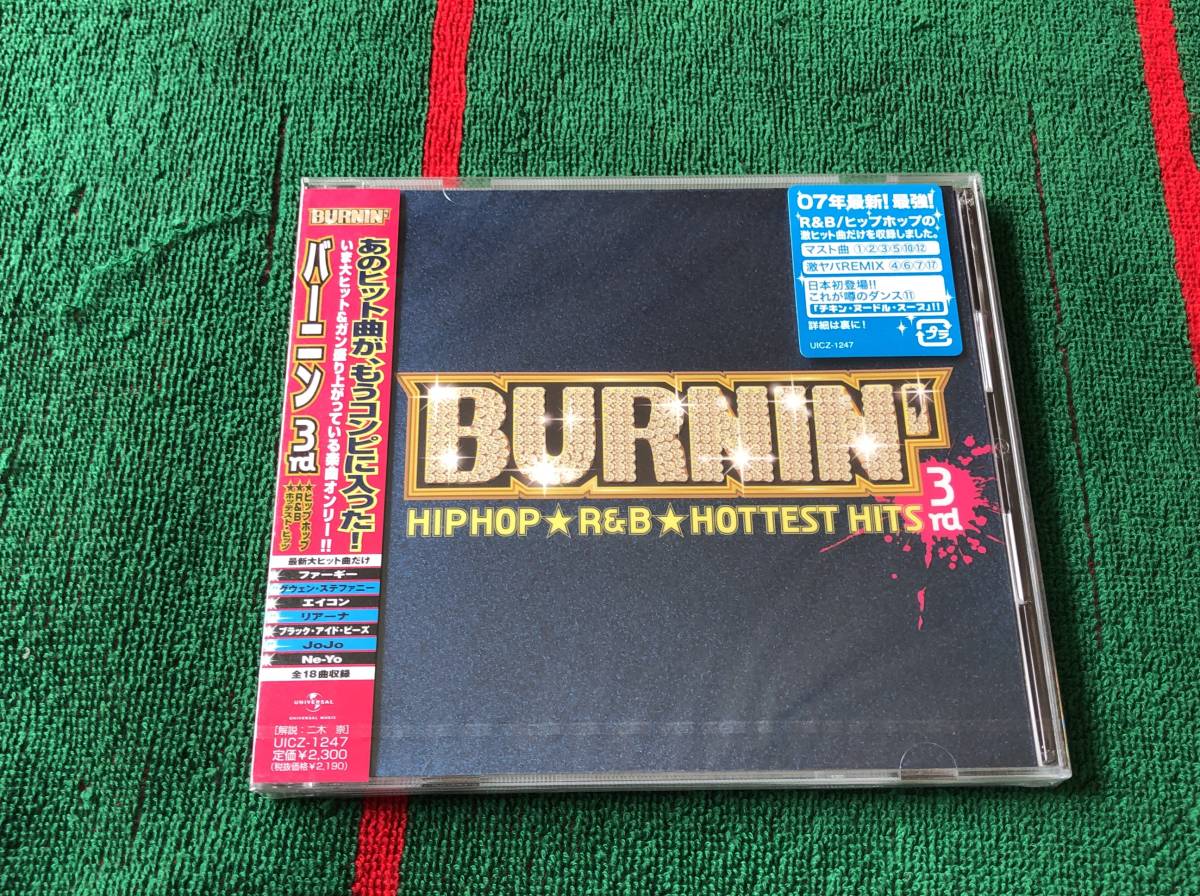 BURNIN'
バーニン 3rd
★ヒップホップ
★R&B
★ホッテスト・ヒッツ
あのヒット曲が、もうコンピに入った!
いま大ヒット&ガン盛り上がっている楽曲オンリー!!
最新大ヒット曲だけ
ファーギー
グウェン・ステファニー
エイコン
リアーナ
ブラック・アイド・ピーズ
JoJo
Ne-Yo
全18曲収録
UNIVERSAL
UNIVERSAL MUSIC
[解説:二木 崇]
UICZ-1247
定価¥2,300
(税抜価格¥2,190)
BURNIN'
3rd
HIPHOP★R&B★HOTTEST HITS
07年最新!最強!
R&B/ヒップホップの
激ヒット曲だけを収録しました。
マスト曲 ①②③⑤⑩⑫
激ヤバREMIX ④⑥⑦⑰
日本初登場!!
これが噂のダンス⑪
「チキン・ヌードル・スープ」!!
詳細は裏に!
プラ
UICZ-1247